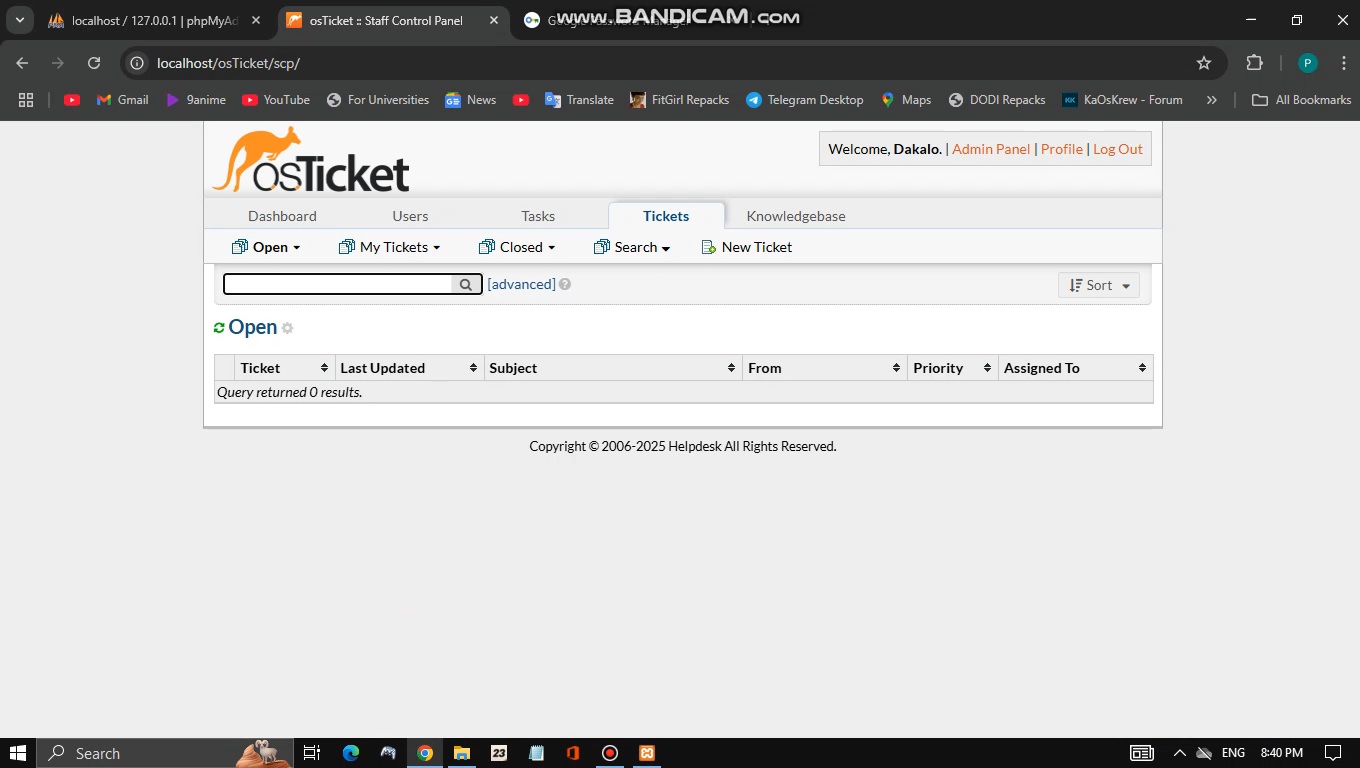 localhost / 127.0.0.1 | phpMyAd
osTicket :: Staff Control Panel
www.BANDICAM.com
localhost/osTicket/scp/
P
Gmail
9anime
YouTube
For Universities
News
Translate
FitGirl Repacks
Telegram Desktop
Maps
DODI Repacks
KaOsKrew - Forum
»
All Bookmarks
osTicket
Welcome, Dakalo. | Admin Panel | Profile | Log Out
Dashboard
Users
Tasks
Tickets
Knowledgebase
Open
My Tickets
Closed
Search
New Ticket
[advanced]
Sort
Open
Ticket
Last Updated
Subject
From
Priority
Assigned To
Query returned 0 results.
Copyright © 2006-2025 Helpdesk All Rights Reserved.
Search
23
ENG
8:40 PM